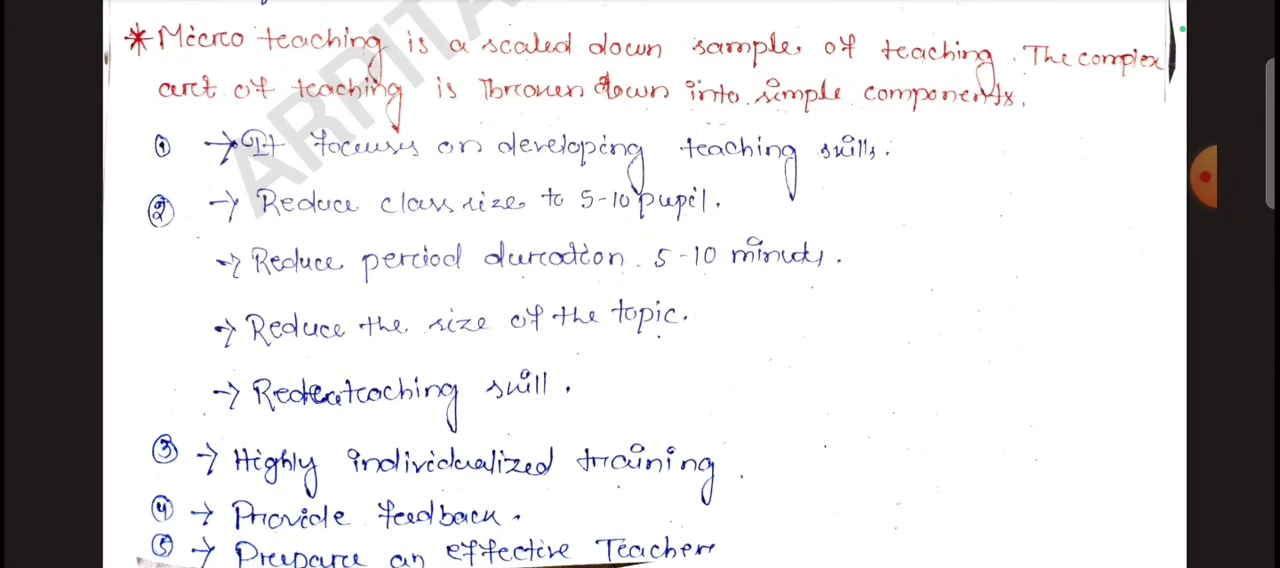 * Micro teaching is a scaled down sample of teaching. The complex
art of teaching is Thrown down into simple components.
① → It focuses on developing teaching skills.
② → Reduce class size to 5-10 pupil.
→ Reduce period duration. 5-10 minuts.
→ Reduce the size of the topic.
→ teaching skill.
③ → Highly individualized training.
④ → Provide feedback.
⑤ → Prepare an effective Teacher